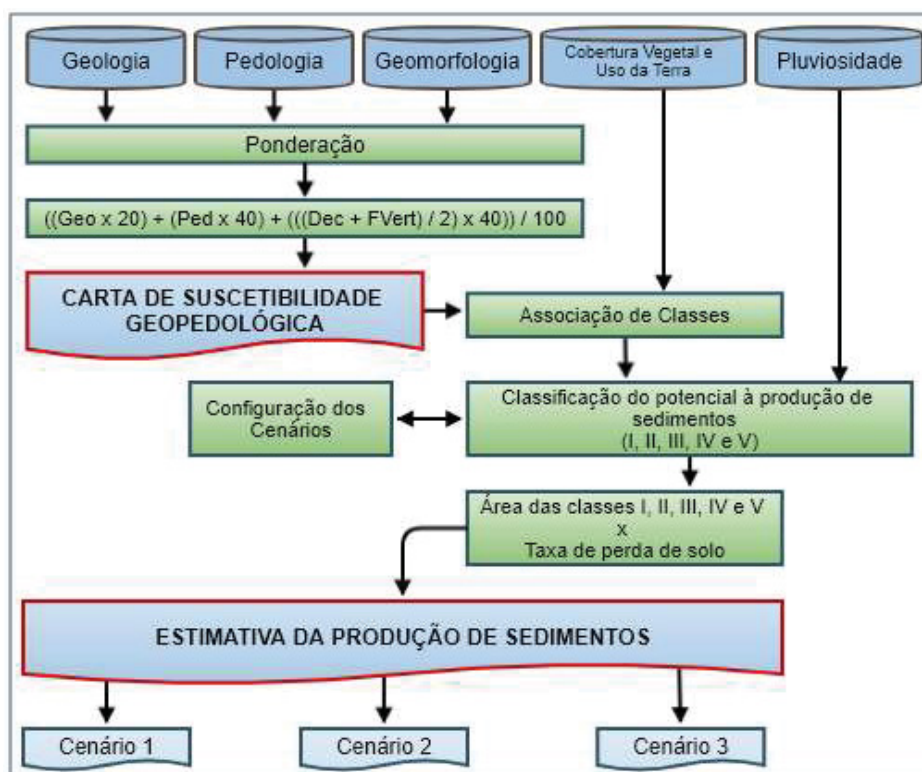 Geologia
Pedologia
Geomorfologia
Cobertura Vegetal e
Uso da Terra
Pluviosidade
Ponderação
((Geo x 20) + (Ped x 40) + (((Dec + FVert) / 2) x 40)) / 100
CARTA DE SUSCETIBILIDADE
GEOPEDOLÓGICA
Associação de Classes
Configuração dos
Cenários
Classificação do potencial à produção de
sedimentos
(I, II, III, IV e V)
Área das classes I, II, III, IV e V
x
Taxa de perda de solo
ESTIMATIVA DA PRODUÇÃO DE SEDIMENTOS
Cenário 1
Cenário 2
Cenário 3